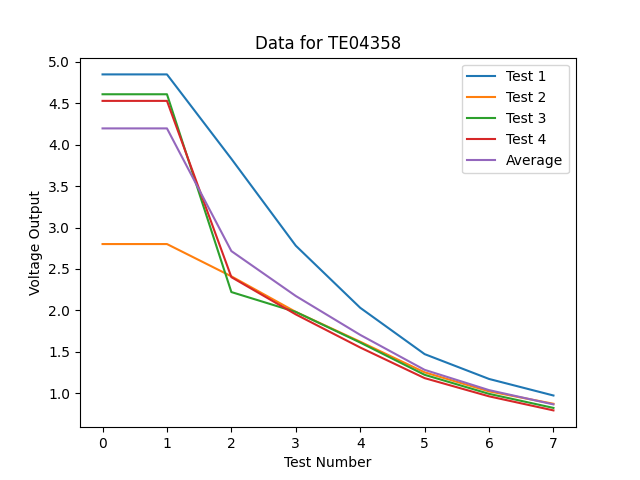 Data for TE04358
5.0
4.5
4.0
3.5
3.0
2.5
2.0
1.5
1.0
Voltage Output
Test 1
Test 2
Test 3
Test 4
Average
0 1 2 3 4 5 6 7
Test Number